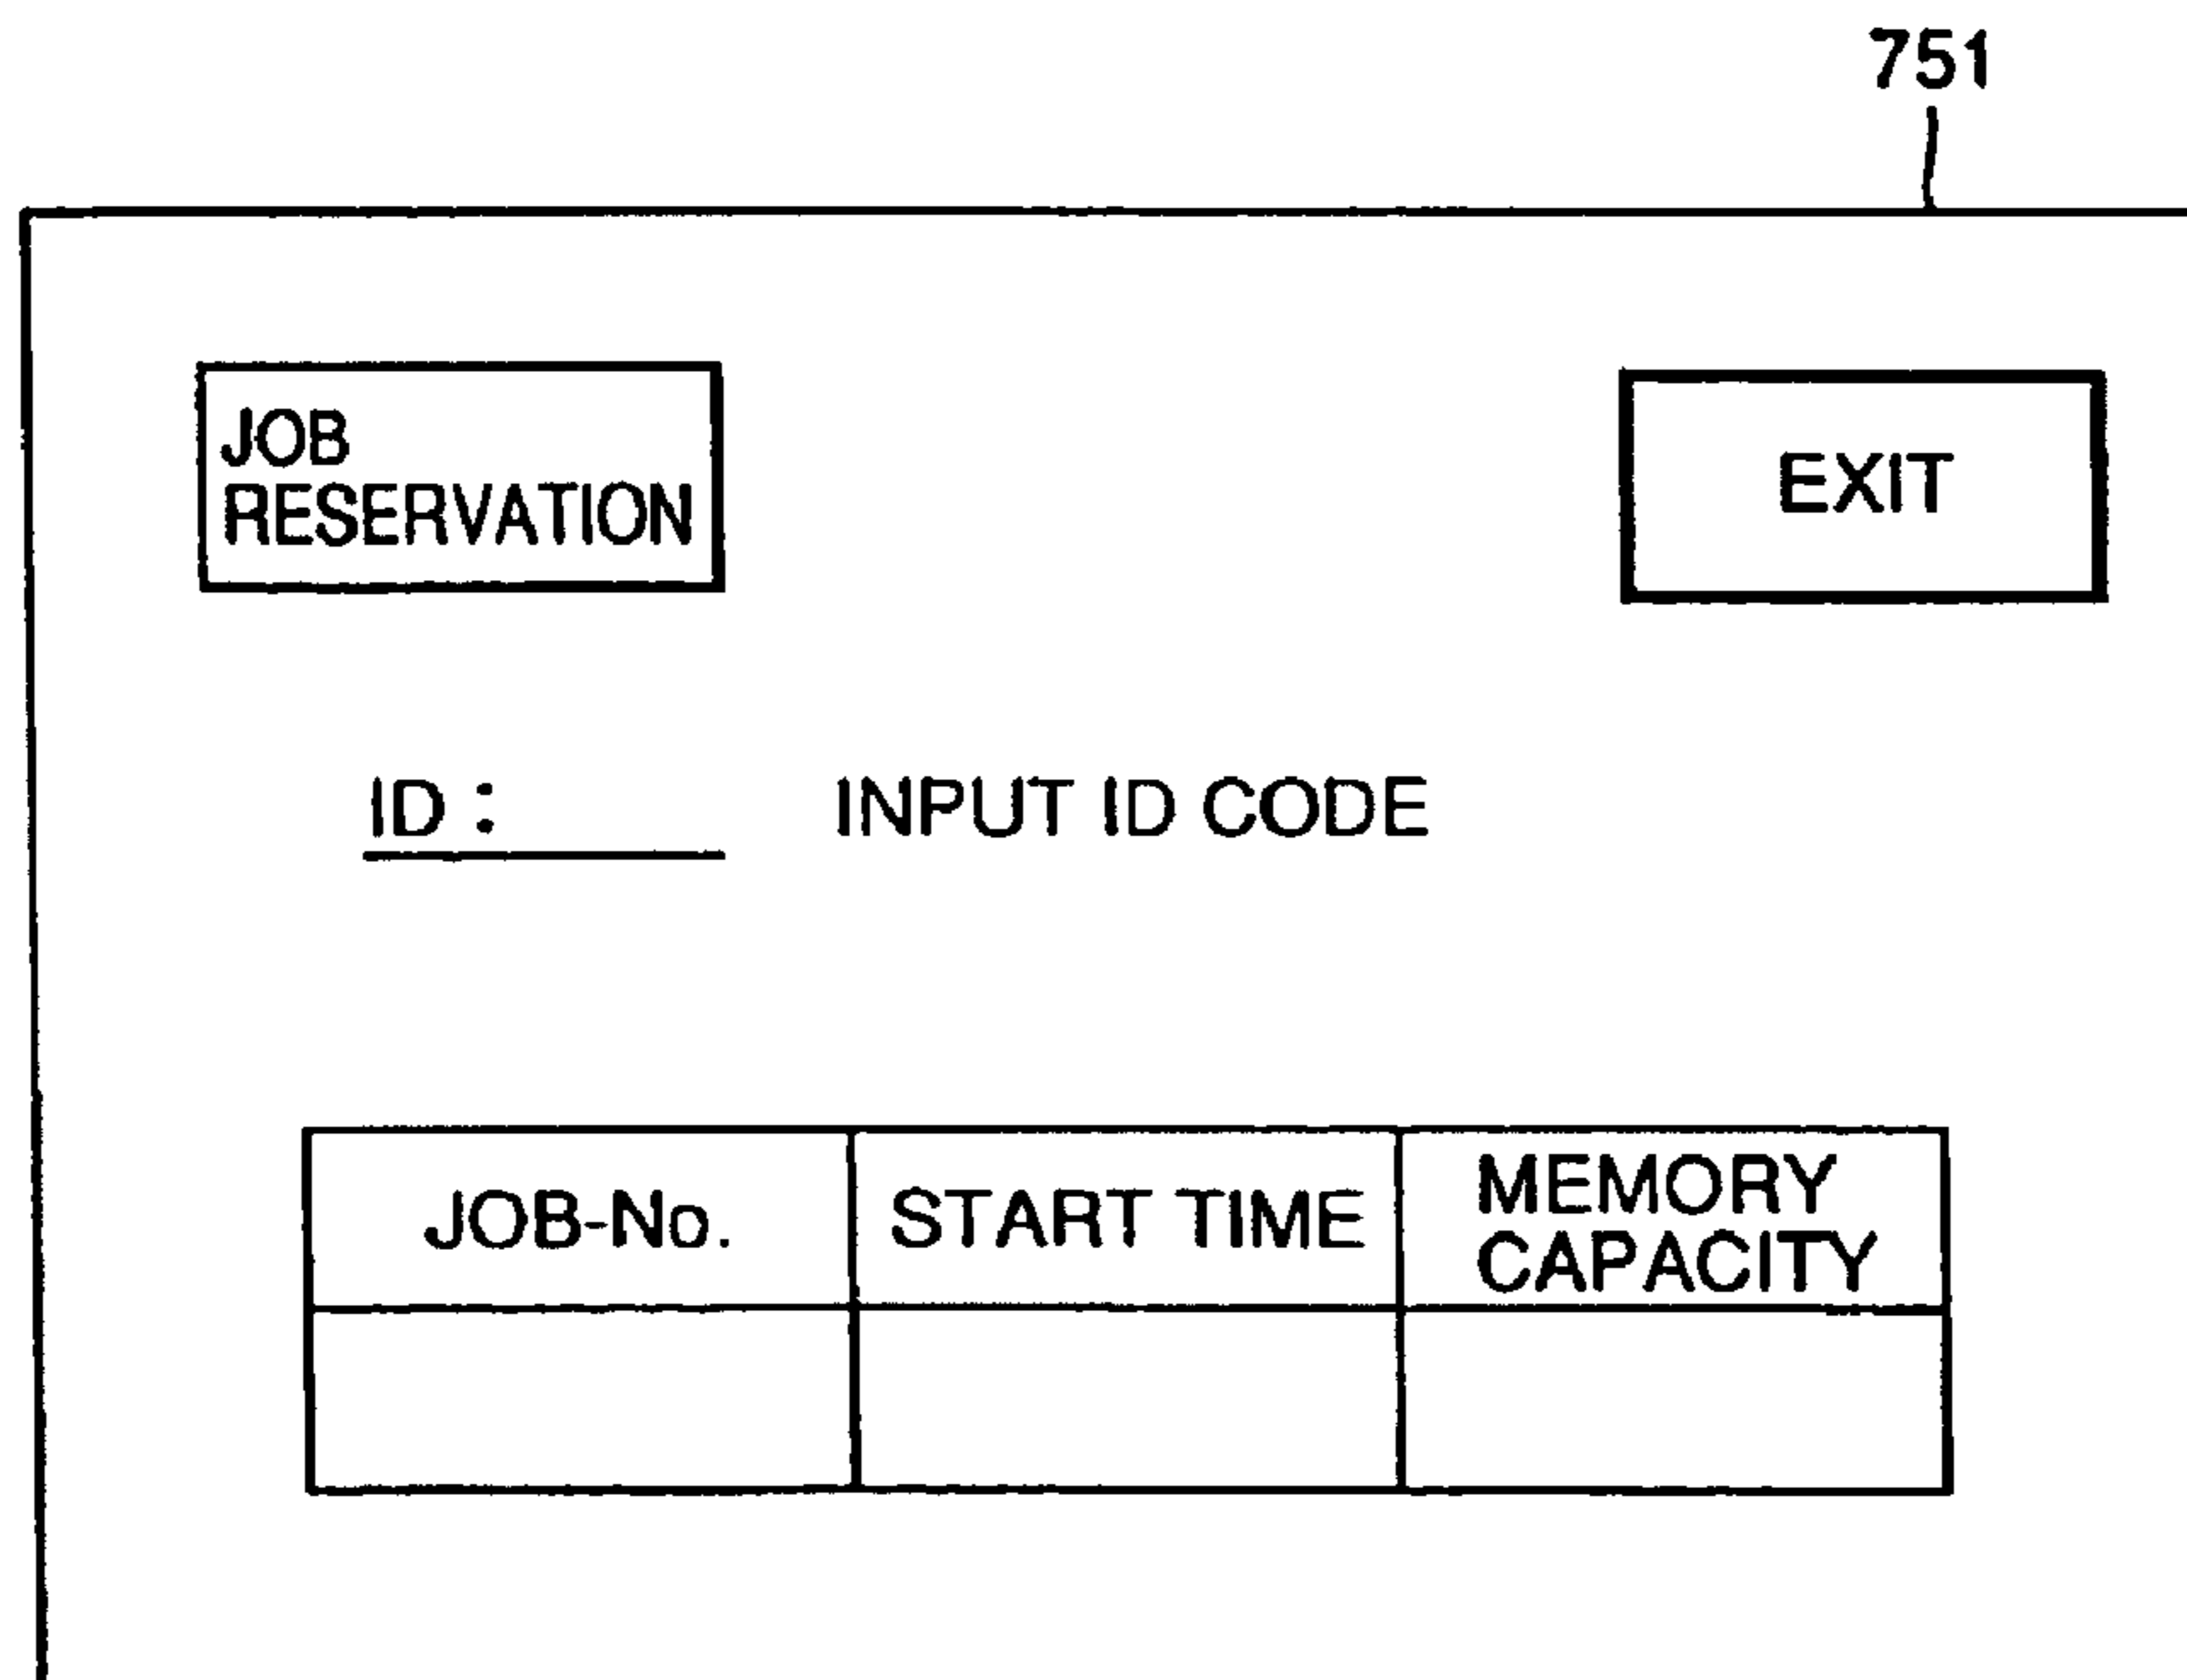 751
JOB
RESERVATION
EXIT
ID :
INPUT ID CODE
JOB-No.
START TIME
MEMORY
CAPACITY